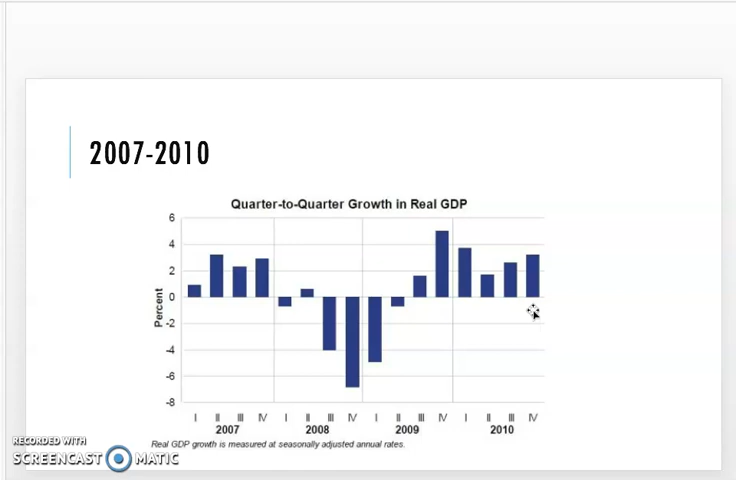 2007-2010
Quarter-to-Quarter Growth in Real GDP
6
4
2
0
-2
-4
-6
-8
Percent
I II III IV I II III IV I II III IV I II III IV
2007 2008 2009 2010
Real GDP growth is measured at seasonally adjusted annual rates.
RECORDED WITH
SCREENCAST MATIC